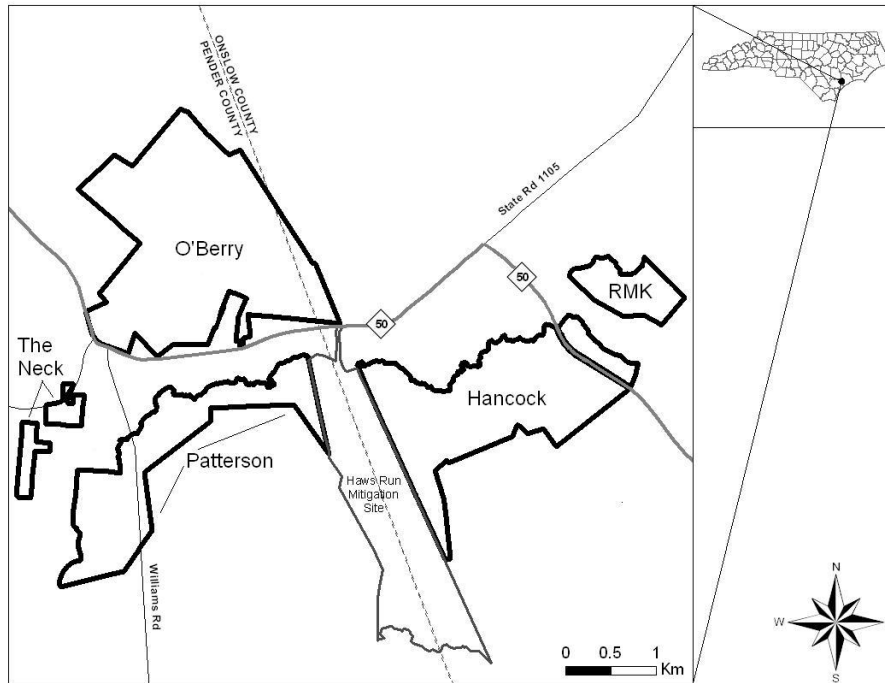 ONSLOW COUNTY
PENDER COUNTY
State Rd 1105
O'Berry
50
50
RMK
The
Neck
Hancock
Patterson
Haws Run
Mitigation
Site
Williams Rd
N
W
S
0 0.5 1
Km